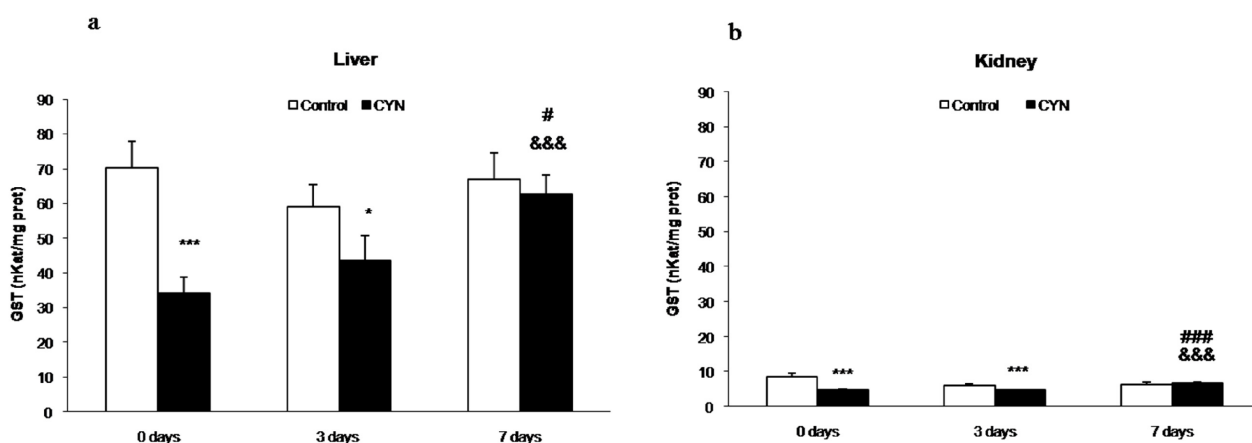 a
Liver
Control CYN
GST (nKat/mg prot)
90
80
70
60
50
40
30
20
10
0
***
*
#
&&&
0 days 3 days 7 days
b
Kidney
Control CYN
GST (nKat/mg prot)
90
80
70
60
50
40
30
20
10
0
***
***
###
&&&
0 days 3 days 7 days